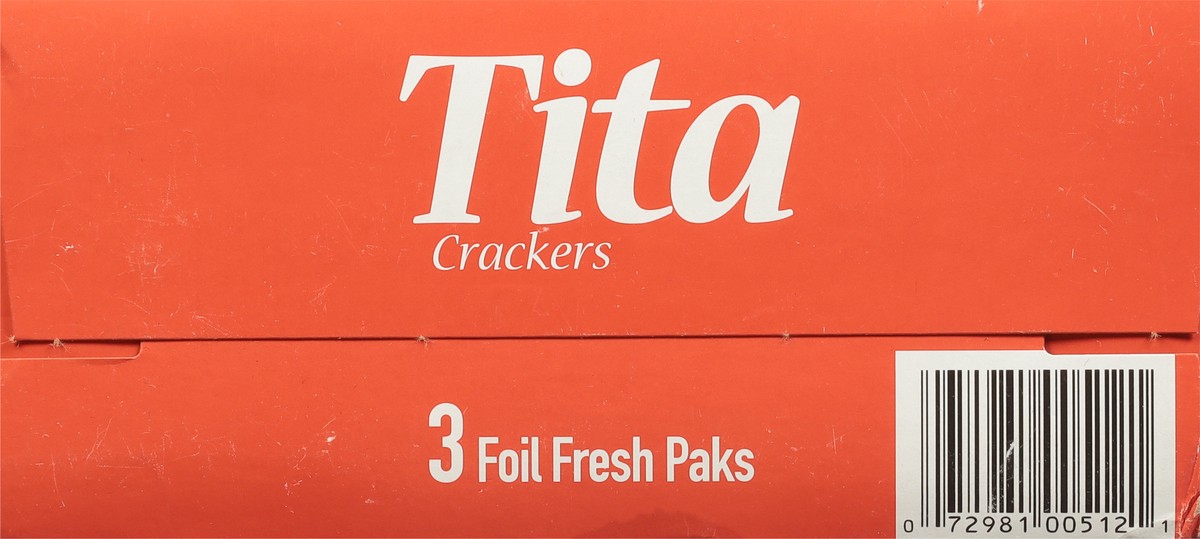 Tita
Crackers
3 Foil Fresh Paks
0 72981 00512 1